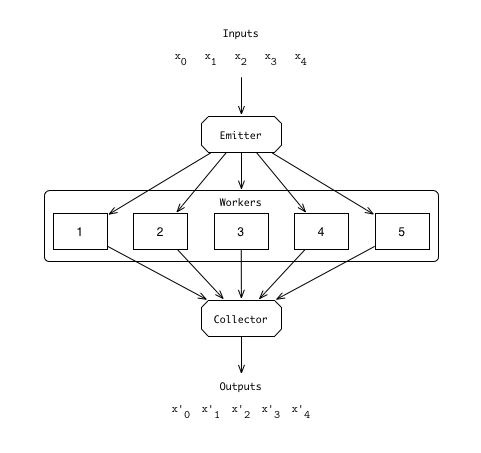 Inputs
x₀ x₁ x₂ x₃ x₄
Emitter
Workers
1 2 3 4 5
Collector
Outputs
x'₀ x'₁ x'₂ x'₃ x'₄